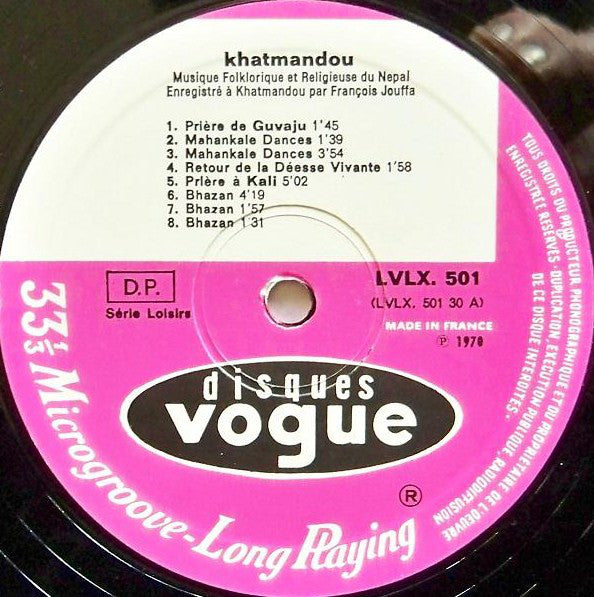 khatmandou
Musique Folklorique et Religieuse du Nepal
Enregistré à Khatmandou par François Jouffa
1. Prière de Guvaju 1'45
2. Mahankale Dances 1'39
3. Mahankale Dances 3'54
4. Retour de la Déesse Vivante 1'58
5. Prière à Kali 5'02
6. Bhazan 4'19
7. Bhazan 1'57
8. Bhazan 1'31
D.P.
Série Loisirs
LVLX. 501
(LVLX. 501 30 A)
MADE IN FRANCE
℗ 1970
disques
vogue
®
33⅓ Microgroove-Long Playing
TOUS DROITS DU PRODUCTEUR PHONOGRAPHIQUE ET DU PROPRIETAIRE DE L'OEUVRE
ENREGISTREE RESERVES - DUPLICATION, EXECUTION PUBLIQUE, RADIODIFFUSION
DE CE DISQUE INTERDITES -